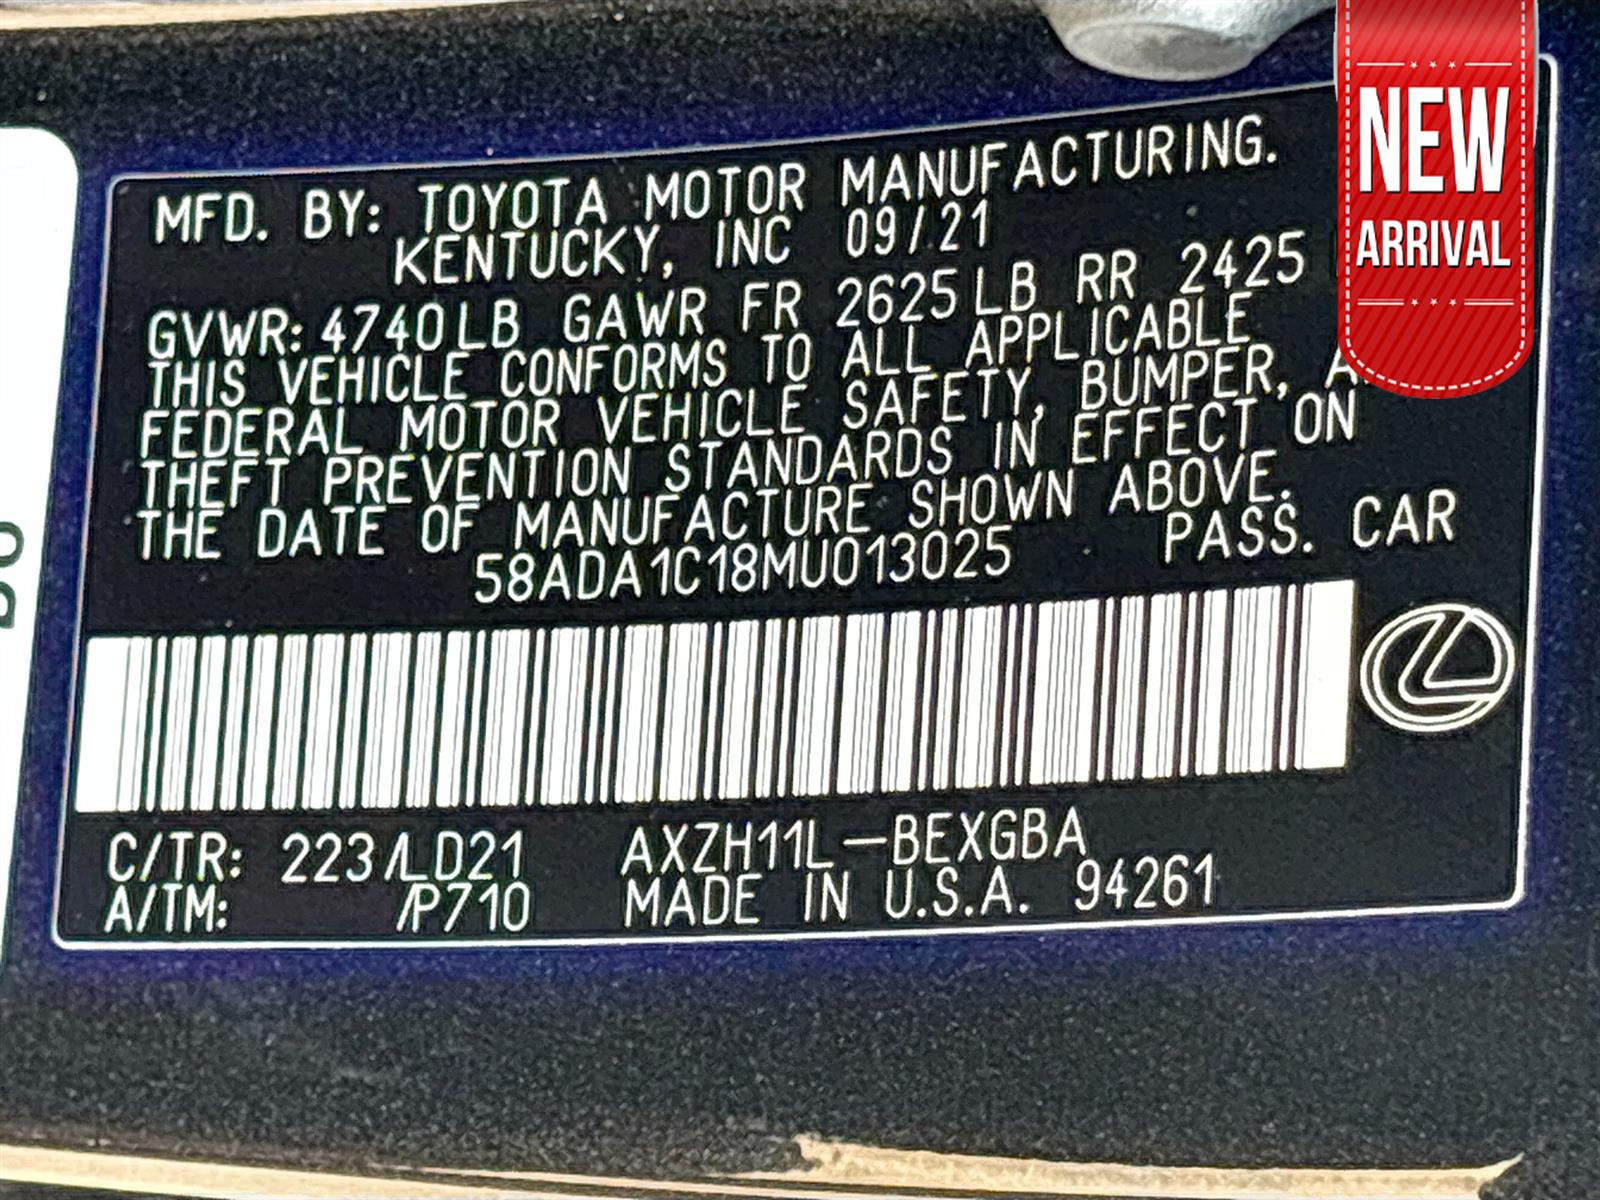 MFD. BY: TOYOTA MOTOR MANUFACTURING.
KENTUCKY, INC 09/21
GVWR: 4740LB GAWR FR 2625LB RR 2425
THIS VEHICLE CONFORMS TO ALL APPLICABLE
FEDERAL MOTOR VEHICLE SAFETY, BUMPER,
THEFT PREVENTION STANDARDS IN EFFECT ON
THE DATE OF MANUFACTURE SHOWN ABOVE.
58ADA1C18MU013025 PASS. CAR
C/TR: 223/LD21 AXZH11L-BEXGBA
A/TM: /P710 MADE IN U.S.A. 94261
NEW
ARRIVAL